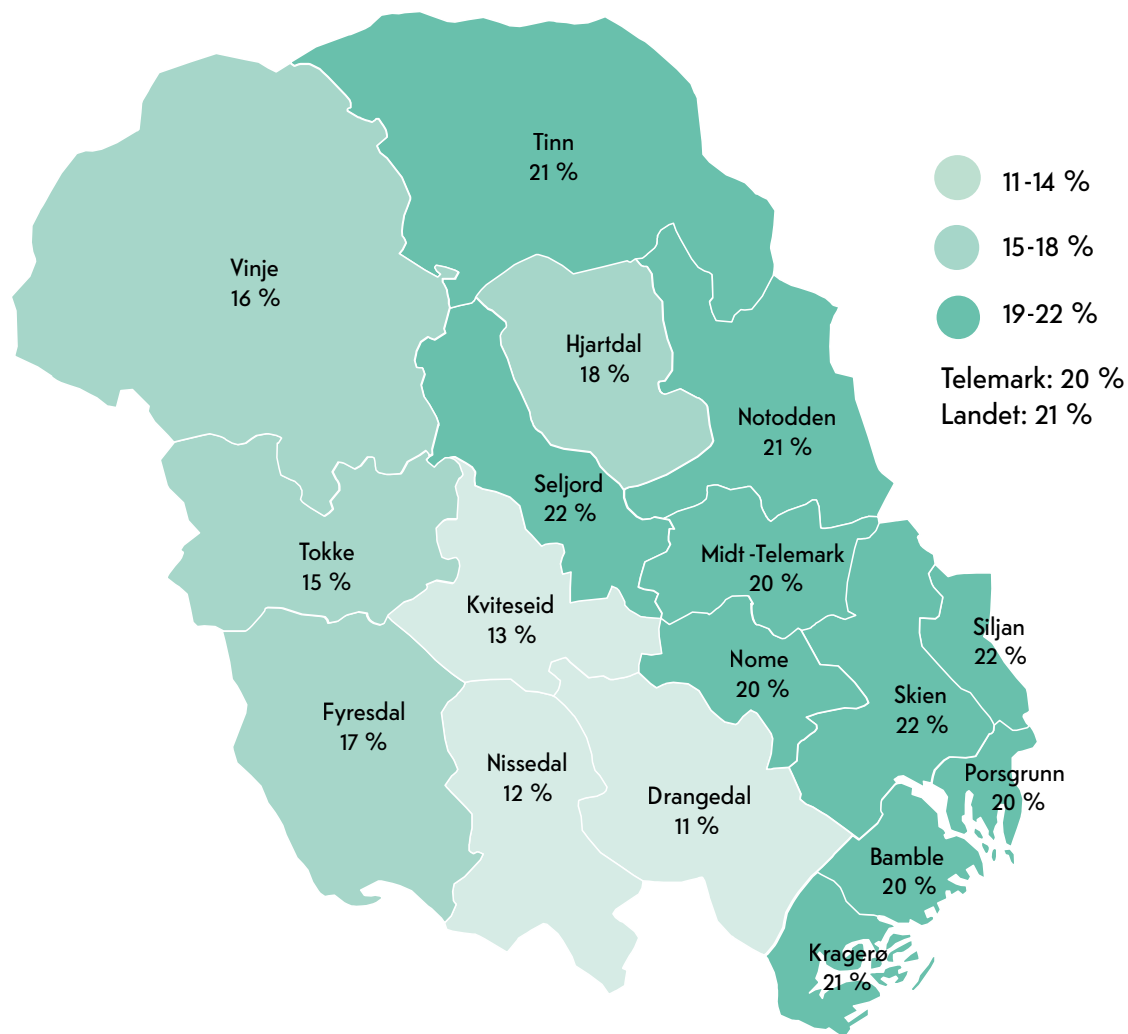 Tinn
21 %
11-14 %
15-18 %
19-22 %
Telemark: 20 %
Landet: 21 %
Vinje
16 %
Hjartdal
18 %
Notodden
21 %
Seljord
22 %
Tokke
15 %
Midt -Telemark
20 %
Kviteseid
13 %
Siljan
22 %
Nome
20 %
Skien
22 %
Fyresdal
17 %
Nissedal
12 %
Drangedal
11 %
Porsgrunn
20 %
Bamble
20 %
Kragerø
21 %